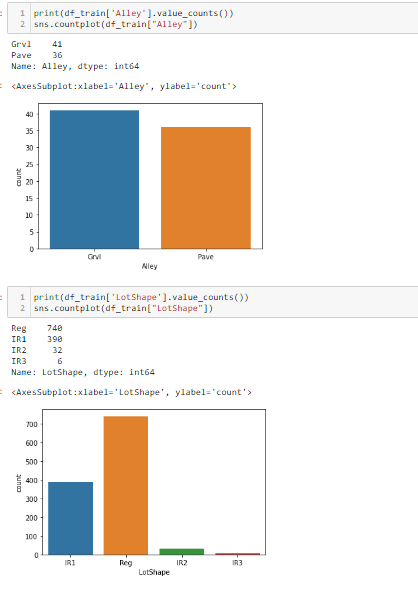 1 print(df_train['Alley'].value_counts())
2 sns.countplot(df_train["Alley"])
Grvl 41
Pave 36
Name: Alley, dtype: int64
<AxesSubplot:xlabel='Alley', ylabel='count'>
40
35
30
25
20
15
10
5
0
count
Grvl Pave
Alley
1 print(df_train['LotShape'].value_counts())
2 sns.countplot(df_train["LotShape"])
Reg 740
IR1 390
IR2 32
IR3 6
Name: LotShape, dtype: int64
<AxesSubplot:xlabel='LotShape', ylabel='count'>
700
600
500
400
300
200
100
0
count
IR1 Reg IR2 IR3
LotShape